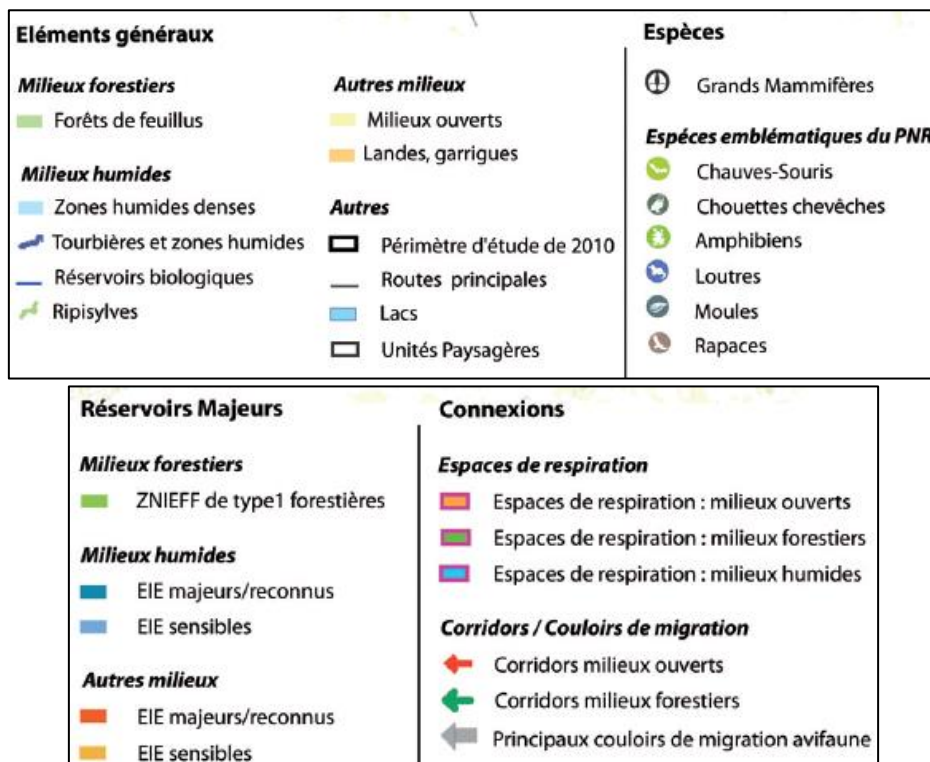 Eléments généraux
Milieux forestiers
Forêts de feuillus
Milieux humides
Zones humides denses
Tourbières et zones humides
Réservoirs biologiques
Ripisylves
Autres milieux
Milieux ouverts
Landes, garrigues
Autres
Périmètre d'étude de 2010
Routes principales
Lacs
Unités Paysagères
Espèces
Grands Mammifères
Espéces emblématiques du PNR
Chauves-Souris
Chouettes chevêches
Amphibiens
Loutres
Moules
Rapaces
Réservoirs Majeurs
Milieux forestiers
ZNIEFF de type1 forestières
Milieux humides
EIE majeurs/reconnus
EIE sensibles
Autres milieux
EIE majeurs/reconnus
EIE sensibles
Connexions
Espaces de respiration
Espaces de respiration : milieux ouverts
Espaces de respiration : milieux forestiers
Espaces de respiration : milieux humides
Corridors / Couloirs de migration
Corridors milieux ouverts
Corridors milieux forestiers
Principaux couloirs de migration avifaune